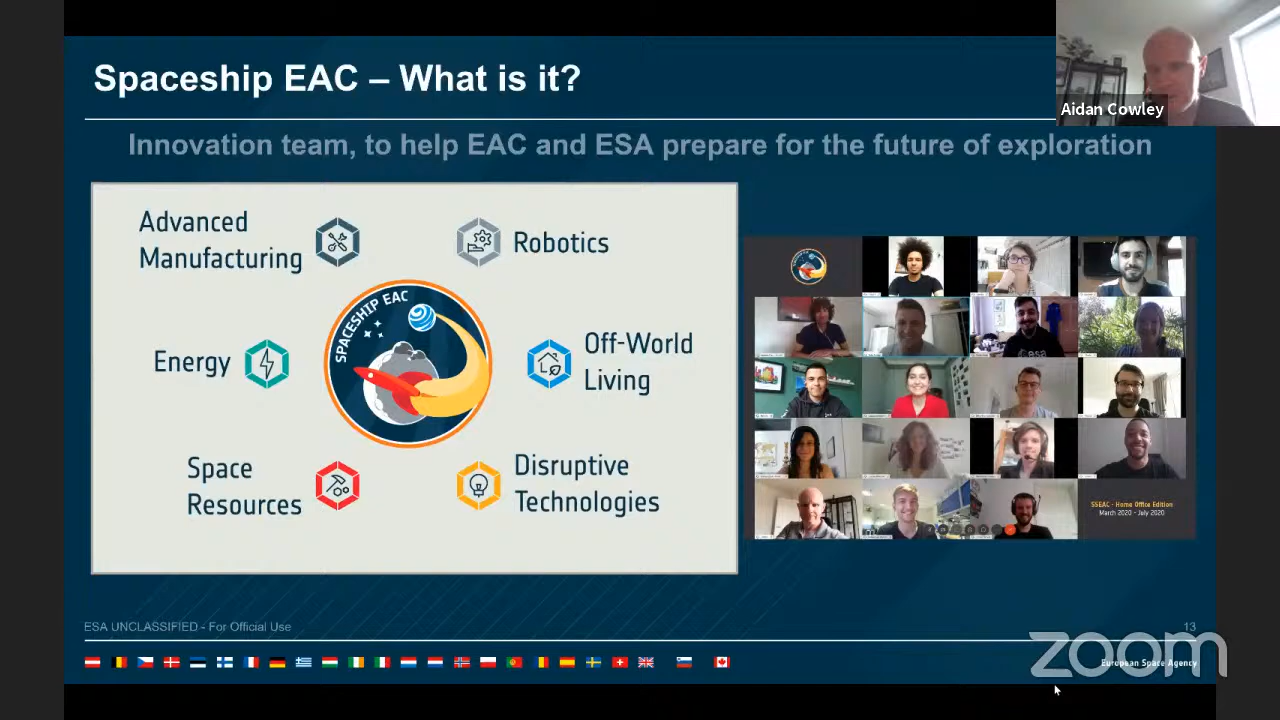 Spaceship EAC – What is it?
Aidan Cowley
Innovation team, to help EAC and ESA prepare for the future of exploration
Advanced
Manufacturing
Robotics
SPACESHIP EAC
Energy
Off-World
Living
Space
Resources
Disruptive
Technologies
esa
SSEAC - Home Office Edition
March 2020 - July 2020
ESA UNCLASSIFIED - For Official Use
13
zoom
European Space Agency